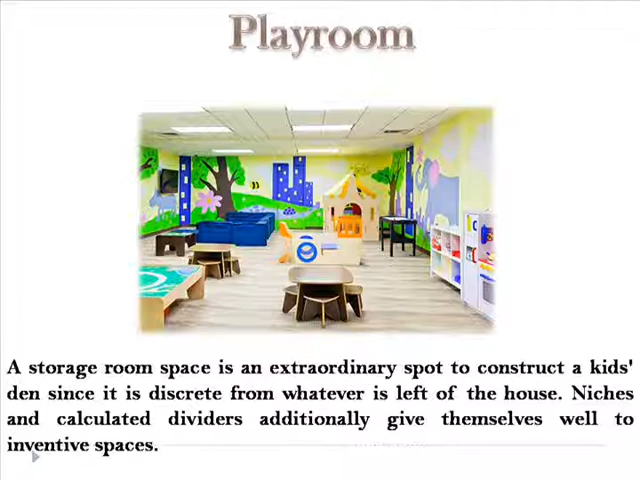 Playroom
A storage room space is an extraordinary spot to construct a kids'
den since it is discrete from whatever is left of the house. Niches
and calculated dividers additionally give themselves well to
inventive spaces.